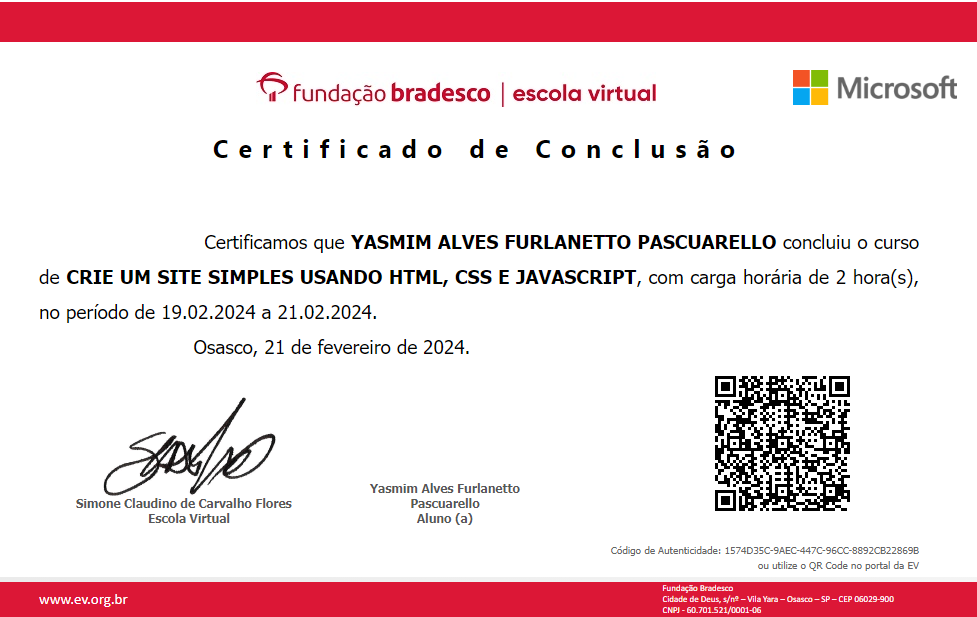 fundação bradesco | escola virtual
Microsoft
Certificado de Conclusão
Certificamos que YASMIM ALVES FURLANETTO PASCUARELLO concluiu o curso
de CRIE UM SITE SIMPLES USANDO HTML, CSS E JAVASCRIPT, com carga horária de 2 hora(s),
no período de 19.02.2024 a 21.02.2024.
Osasco, 21 de fevereiro de 2024.
Simone Claudino de Carvalho Flores
Escola Virtual
Yasmim Alves Furlanetto
Pascuarello
Aluno (a)
Código de Autenticidade: 1574D35C-9AEC-447C-96CC-8892CB22869B
ou utilize o QR Code no portal da EV
www.ev.org.br
Fundação Bradesco
Cidade de Deus, s/nº – Vila Yara – Osasco – SP – CEP 06029-900
CNPJ - 60.701.521/0001-06